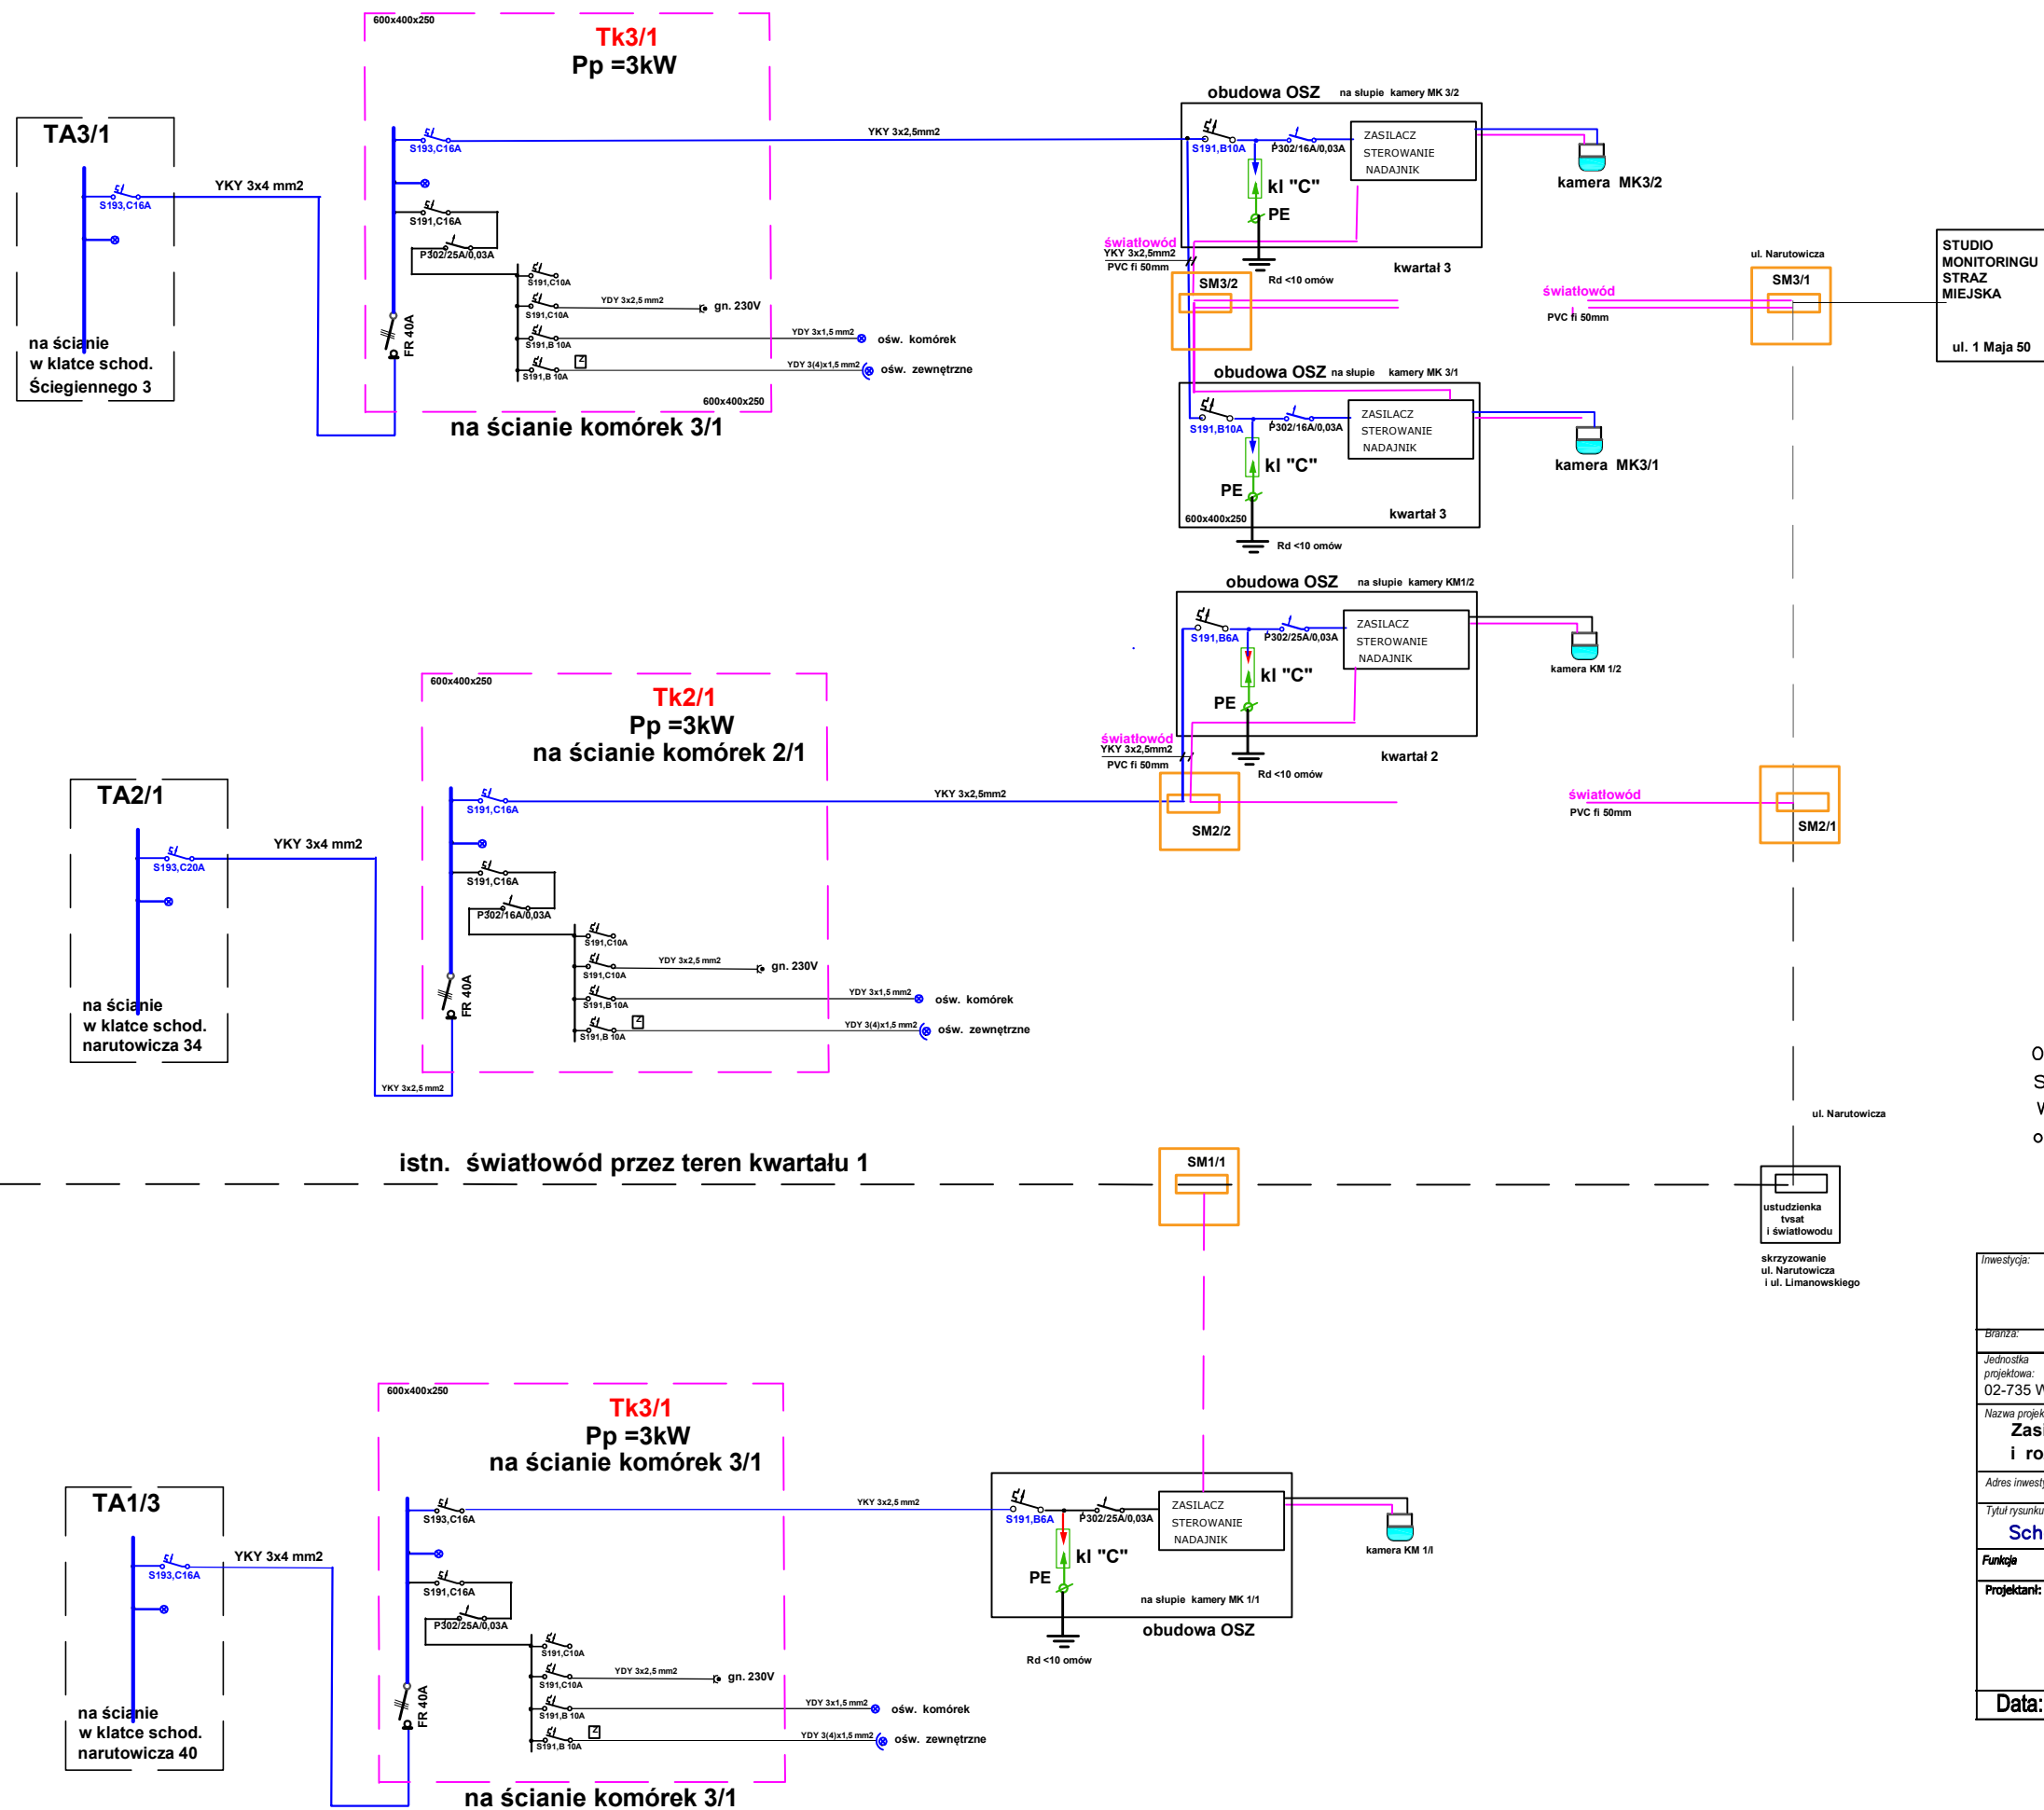 600x400x250
Tk3/1
Pp =3kW
TA3/1
S193,C16A
YKY 3x4 mm2
na ścianie
w klatce schod.
Ściegiennego 3
S193,C16A
YKY 3x2,5mm2
S191,C16A
P302/25A/0,03A
S191,C10A
S191,C10A
YDY 3x2,5 mm2
gn. 230V
S191,B 10A
YDY 3x1,5 mm2
ośw. komórek
S191,B 10A
Z
YDY 3(4)x1,5 mm2
ośw. zewnętrzne
FR 40A
600x400x250
na ścianie komórek 3/1
obudowa OSZ na słupie kamery MK 3/2
S191,B10A
P302/16A/0,03A
ZASILACZ
STEROWANIE
NADAJNIK
kl "C"
PE
kamera MK3/2
światłowód
YKY 3x2,5mm2
PVC fi 50mm
Rd <10 omów
kwartał 3
SM3/2
światłowód
PVC fi 50mm
ul. Narutowicza
SM3/1
STUDIO
MONITORINGU
STRAZ
MIEJSKA
ul. 1 Maja 50
obudowa OSZ na słupie kamery MK 3/1
S191,B10A
P302/16A/0,03A
ZASILACZ
STEROWANIE
NADAJNIK
kl "C"
PE
600x400x250
kwartał 3
Rd <10 omów
kamera MK3/1
obudowa OSZ na słupie kamery KM1/2
S191,B6A
P302/25A/0,03A
ZASILACZ
STEROWANIE
NADAJNIK
kl "C"
PE
kamera KM 1/2
światłowód
YKY 3x2,5mm2
PVC fi 50mm
Rd <10 omów
kwartał 2
SM2/2
światłowód
PVC fi 50mm
SM2/1
600x400x250
Tk2/1
Pp =3kW
na ścianie komórek 2/1
TA2/1
S193,C20A
YKY 3x4 mm2
na ścianie
w klatce schod.
narutowicza 34
S191,C16A
YKY 3x2,5mm2
S191,C16A
P302/16A/0,03A
S191,C10A
S191,C10A
YDY 3x2,5 mm2
gn. 230V
S191,B 10A
YDY 3x1,5 mm2
ośw. komórek
S191,B 10A
Z
YDY 3(4)x1,5 mm2
ośw. zewnętrzne
FR 40A
YKY 3x2,5 mm2
ul. Narutowicza
istn. światłowód przez teren kwartału 1
SM1/1
ustudzienka
tvsat
i światłowodu
skrzyzowanie
ul. Narutowicza
i ul. Limanowskiego
600x400x250
Tk3/1
Pp =3kW
na ścianie komórek 3/1
TA1/3
S193,C16A
YKY 3x4 mm2
na ścianie
w klatce schod.
narutowicza 40
S193,C16A
YKY 3x2,5 mm2
S191,C16A
P302/25A/0,03A
S191,C10A
S191,C10A
YDY 3x2,5 mm2
gn. 230V
S191,B 10A
YDY 3x1,5 mm2
ośw. komórek
S191,B 10A
Z
YDY 3(4)x1,5 mm2
ośw. zewnętrzne
FR 40A
na ścianie komórek 3/1
S191,B6A
P302/25A/0,03A
ZASILACZ
STEROWANIE
NADAJNIK
kl "C"
PE
na słupie kamery MK 1/1
obudowa OSZ
Rd <10 omów
kamera KM 1/I
Inwestycja:
Branża:
Jednostka
projektowa:
02-735 W
Nazwa projek
Zasi
i ro
Adres inwest
Tytuł rysunku
Sch
Funkcja
Projektant:
Data: